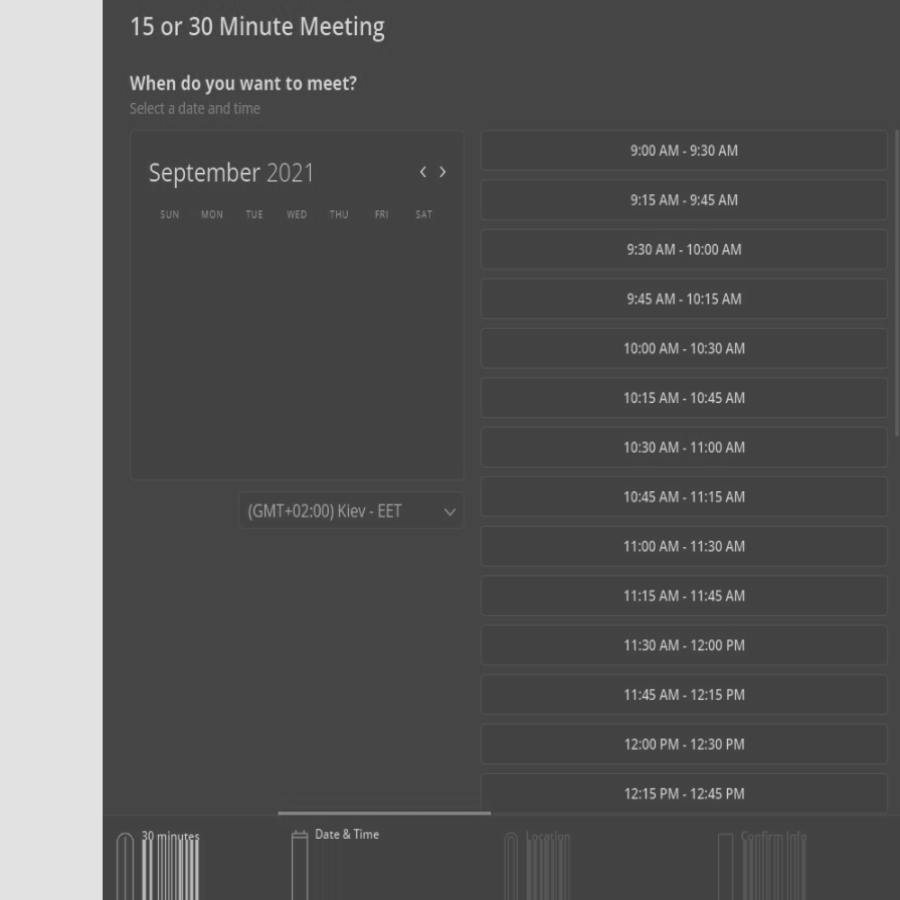 15 or 30 Minute Meeting
When do you want to meet?
Select a date and time
September 2021
SUN MON TUE WED THU FRI SAT
(GMT+02:00) Kiev - EET
9:00 AM - 9:30 AM
9:15 AM - 9:45 AM
9:30 AM - 10:00 AM
9:45 AM - 10:15 AM
10:00 AM - 10:30 AM
10:15 AM - 10:45 AM
10:30 AM - 11:00 AM
10:45 AM - 11:15 AM
11:00 AM - 11:30 AM
11:15 AM - 11:45 AM
11:30 AM - 12:00 PM
11:45 AM - 12:15 PM
12:00 PM - 12:30 PM
12:15 PM - 12:45 PM
30 minutes
Date & Time
Location
Confirm Info